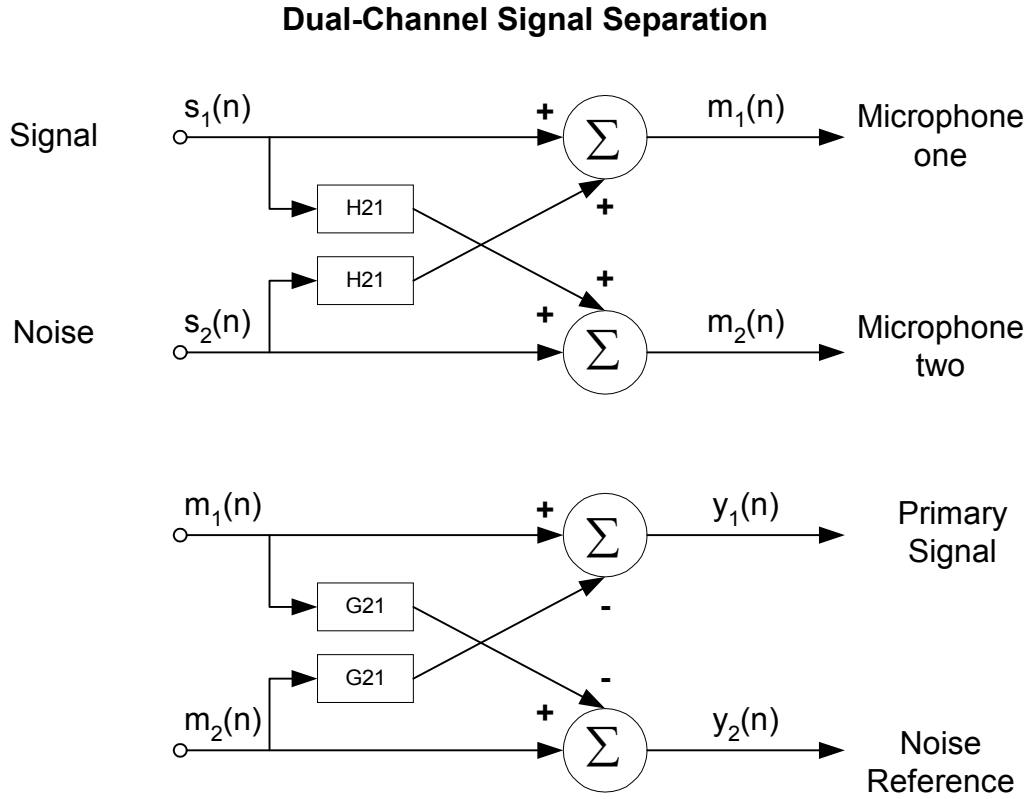 Dual-Channel Signal Separation
Signal
s₁(n)
+
Σ
m₁(n)
Microphone
one
H21
+
H21
+
Noise
s₂(n)
+
Σ
m₂(n)
Microphone
two
m₁(n)
+
Σ
y₁(n)
Primary
Signal
G21
-
G21
-
m₂(n)
+
Σ
y₂(n)
Noise
Reference